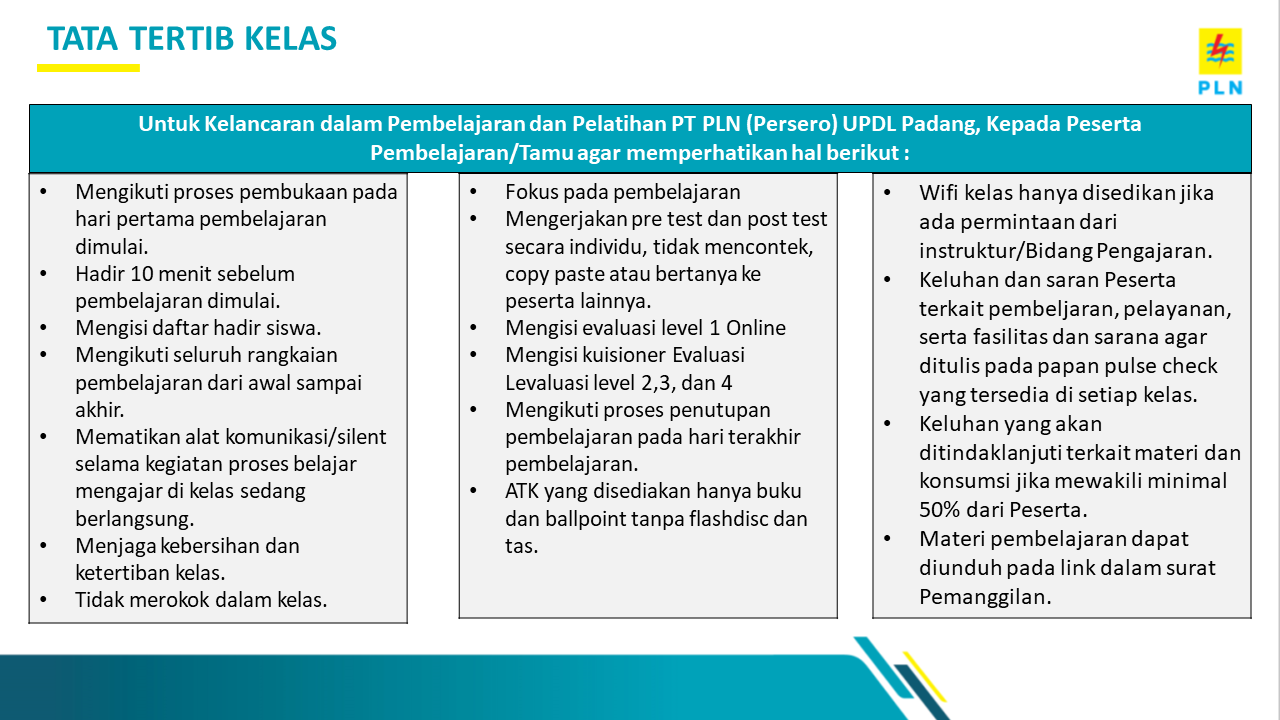 TATA TERTIB KELAS
PLN
Untuk Kelancaran dalam Pembelajaran dan Pelatihan PT PLN (Persero) UPDL Padang, Kepada Peserta
Pembelajaran/Tamu agar memperhatikan hal berikut :
• Mengikuti proses pembukaan pada
hari pertama pembelajaran
dimulai.
• Hadir 10 menit sebelum
pembelajaran dimulai.
• Mengisi daftar hadir siswa.
• Mengikuti seluruh rangkaian
pembelajaran dari awal sampai
akhir.
• Mematikan alat komunikasi/silent
selama kegiatan proses belajar
mengajar di kelas sedang
berlangsung.
• Menjaga kebersihan dan
ketertiban kelas.
• Tidak merokok dalam kelas.
• Fokus pada pembelajaran
• Mengerjakan pre test dan post test
secara individu, tidak mencontek,
copy paste atau bertanya ke
peserta lainnya.
• Mengisi evaluasi level 1 Online
• Mengisi kuisioner Evaluasi
Levaluasi level 2,3, dan 4
• Mengikuti proses penutupan
pembelajaran pada hari terakhir
pembelajaran.
• ATK yang disediakan hanya buku
dan ballpoint tanpa flashdisc dan
tas.
• Wifi kelas hanya disedikan jika
ada permintaan dari
instruktur/Bidang Pengajaran.
• Keluhan dan saran Peserta
terkait pembeljaran, pelayanan,
serta fasilitas dan sarana agar
ditulis pada papan pulse check
yang tersedia di setiap kelas.
• Keluhan yang akan
ditindaklanjuti terkait materi dan
konsumsi jika mewakili minimal
50% dari Peserta.
• Materi pembelajaran dapat
diunduh pada link dalam surat
Pemanggilan.